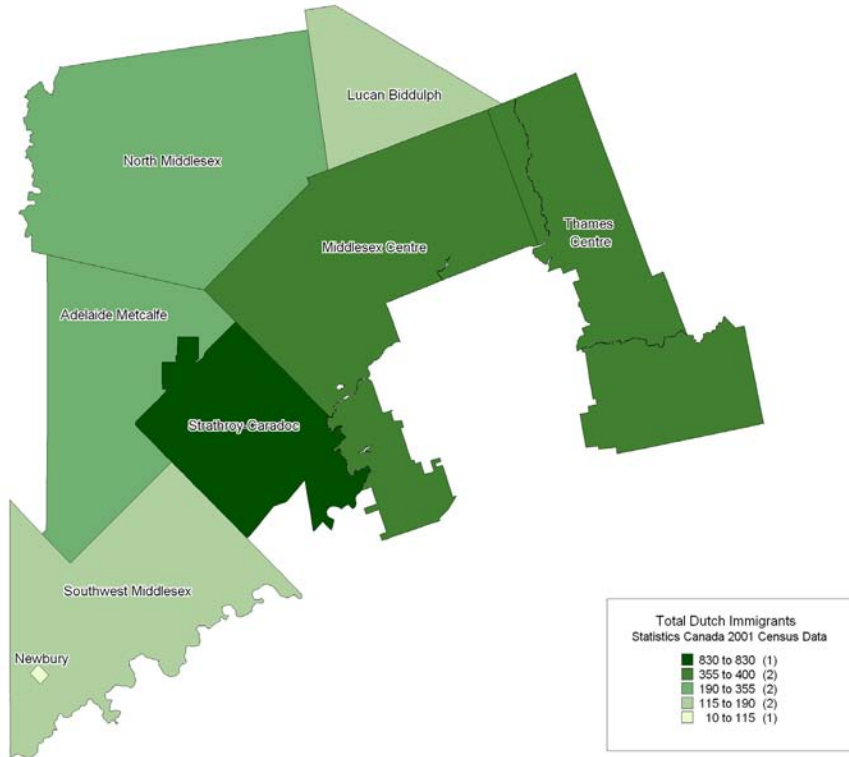 Lucan Biddulph
North Middlesex
Thames
Centre
Middlesex Centre
Adelaide Metcalfe
Strathroy-Caradoc
Southwest Middlesex
Newbury
Total Dutch Immigrants
Statistics Canada 2001 Census Data
830 to 830 (1)
355 to 400 (2)
190 to 355 (2)
115 to 190 (2)
10 to 115 (1)